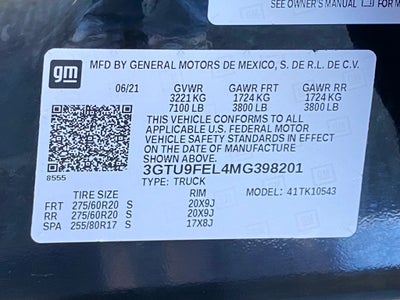 SEE OWNER'S MANUAL
gm
MFD BY GENERAL MOTORS DE MEXICO, S. DE R.L. DE C.V.
06/21 GVWR GAWR FRT GAWR RR
3221 KG 1724 KG 1724 KG
7100 LB 3800 LB 3800 LB
THIS VEHICLE CONFORMS TO ALL
APPLICABLE U.S. FEDERAL MOTOR
VEHICLE SAFETY STANDARDS IN EFFECT
ON THE DATE OF MANUFACTURE
SHOWN ABOVE.
3GTU9FEL4MG398201
8555 TYPE: TRUCK
MODEL: 41TK10543
TIRE SIZE RIM
FRT 275/60R20 S 20X9J
RR 275/60R20 S 20X9J
SPA 255/80R17 S 17X8J